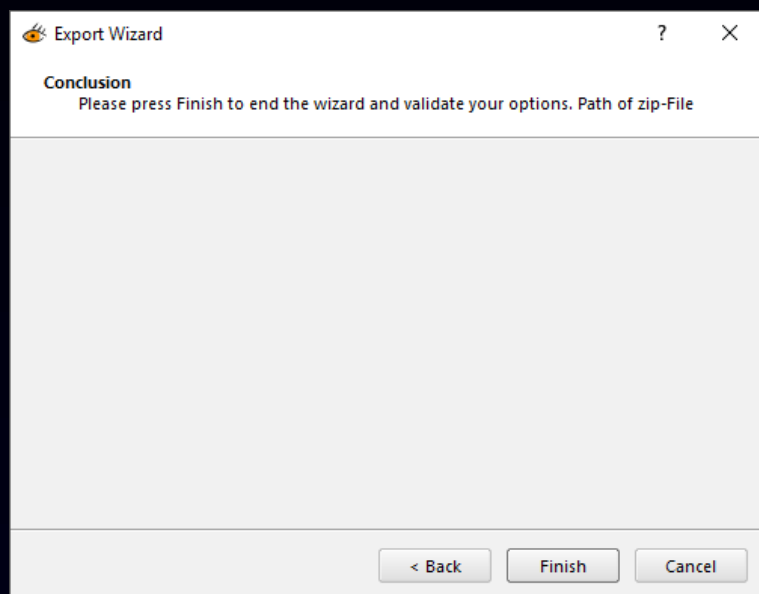 Export Wizard ?
Conclusion
Please press Finish to end the wizard and validate your options. Path of zip-File
< Back Finish Cancel